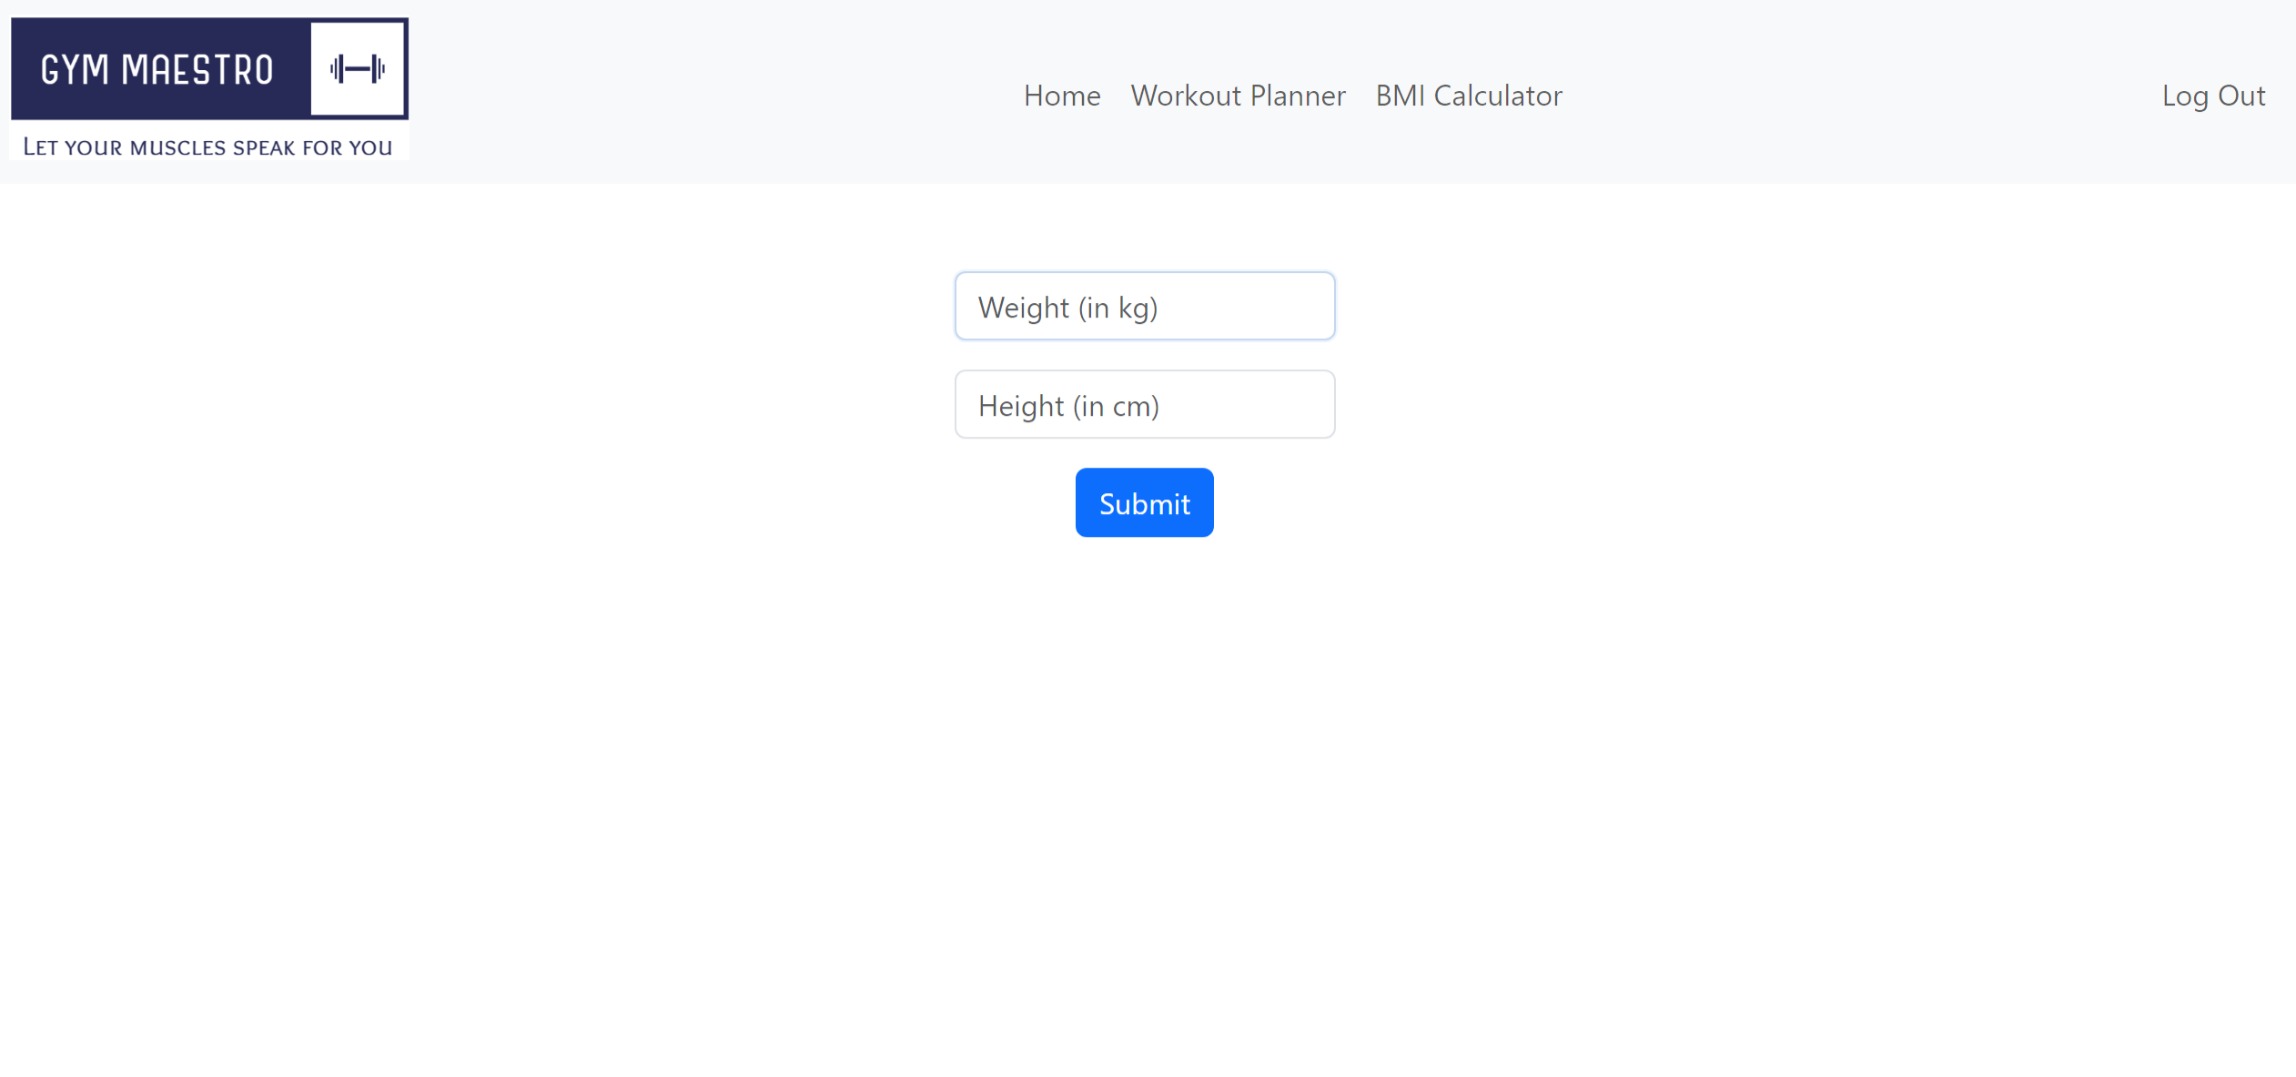 GYM MAESTRO
LET YOUR MUSCLES SPEAK FOR YOU
Home Workout Planner BMI Calculator Log Out
Weight (in kg)
Height (in cm)
Submit